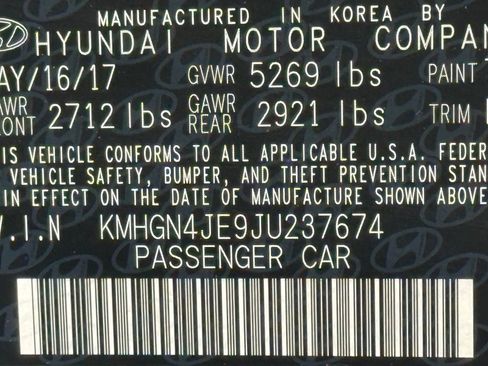 MANUFACTURED IN KOREA BY
HYUNDAI MOTOR COMPAN
AY/16/17 GVWR 5269 lbs PAINT
AWR FRONT 2712 lbs GAWR REAR 2921 lbs TRIM
IS VEHICLE CONFORMS TO ALL APPLICABLE U.S.A. FEDER
VEHICLE SAFETY, BUMPER, AND THEFT PREVENTION STAN
IN EFFECT ON THE DATE OF MANUFACTURE SHOWN ABOVE
V.I.N KMHGN4JE9JU237674
PASSENGER CAR